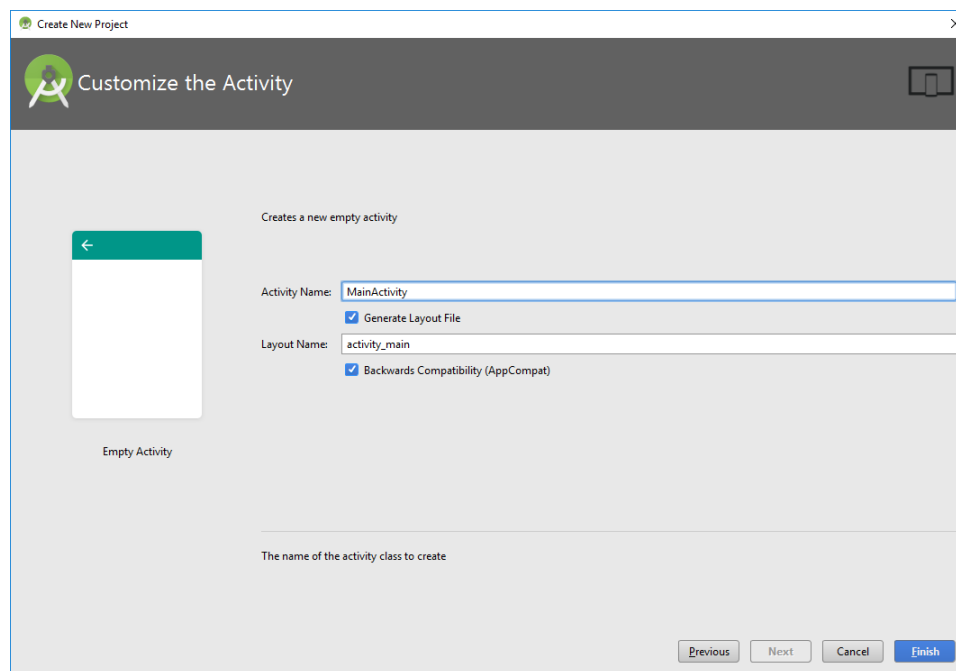 Create New Project
Customize the Activity
Creates a new empty activity
Activity Name: MainActivity
Generate Layout File
Layout Name: activity_main
Backwards Compatibility (AppCompat)
Empty Activity
The name of the activity class to create
Previous Next Cancel Finish